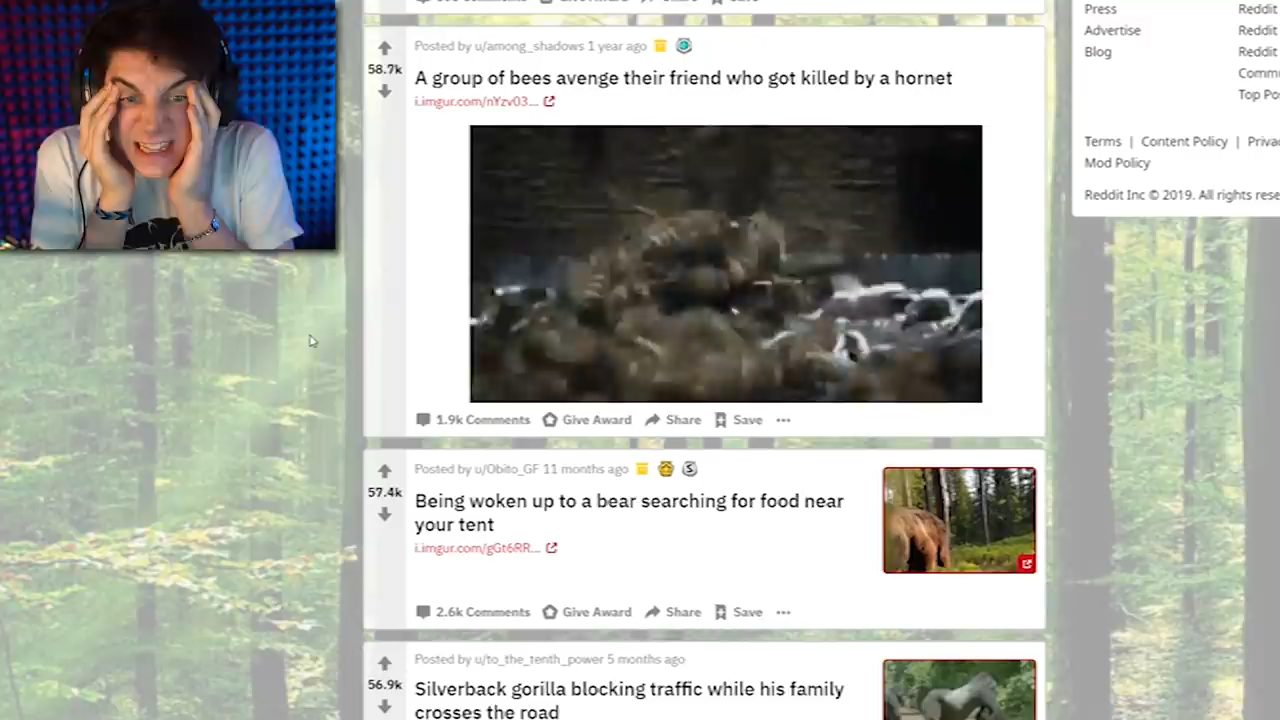 Posted by u/among_shadows 1 year ago
58.7k
A group of bees avenge their friend who got killed by a hornet
i.imgur.com/nYzv03...
1.9k Comments Give Award Share Save ...
Posted by u/Obito_GF 11 months ago
57.4k
Being woken up to a bear searching for food near
your tent
i.imgur.com/gGt6RR...
2.6k Comments Give Award Share Save ...
Posted by u/to_the_tenth_power 5 months ago
56.9k
Silverback gorilla blocking traffic while his family
crosses the road
Press Reddit
Advertise Reddit
Blog Reddit
Commu
Top Po
Terms | Content Policy | Priva
Mod Policy
Reddit Inc © 2019. All rights rese